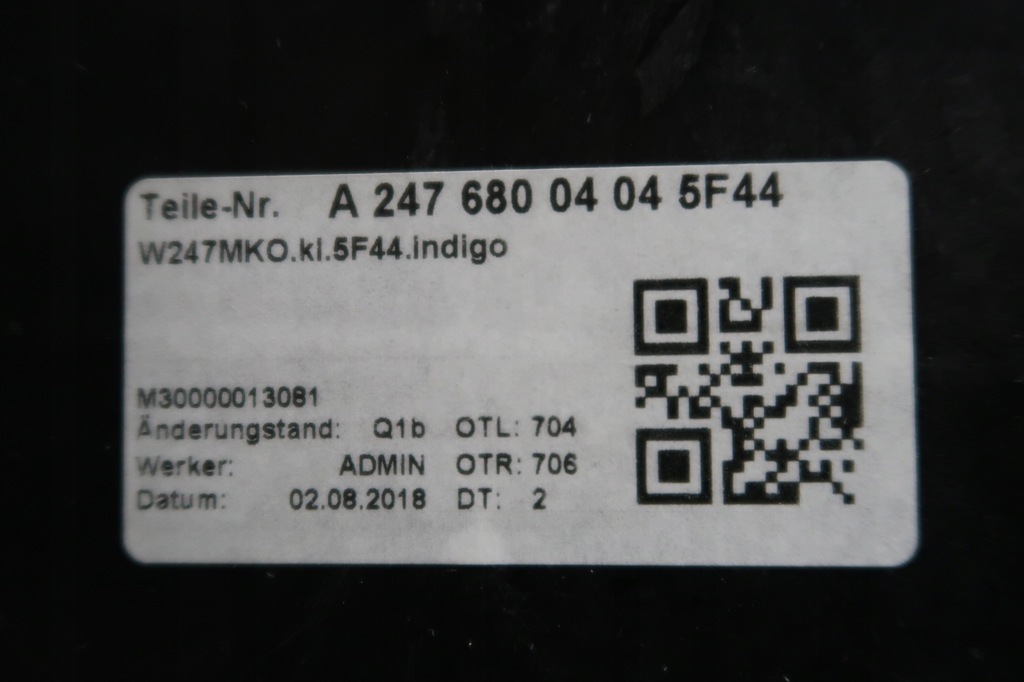 Teile-Nr. A 247 680 04 04 5F44
W247MKO.kl.5F44.indigo
M30000013081
Änderungstand: Q1b OTL: 704
Werker: ADMIN OTR: 706
Datum: 02.08.2018 DT: 2